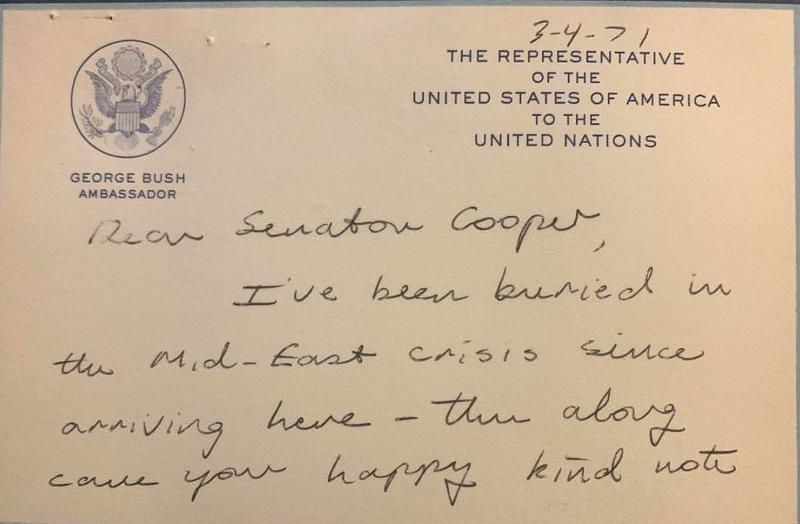 3-4-71
THE REPRESENTATIVE
OF THE
UNITED STATES OF AMERICA
TO THE
UNITED NATIONS
GEORGE BUSH
AMBASSADOR
Dear Senator Cooper,
I've been buried in
the Mid-East crisis since
arriving here - then along
came your happy kind note